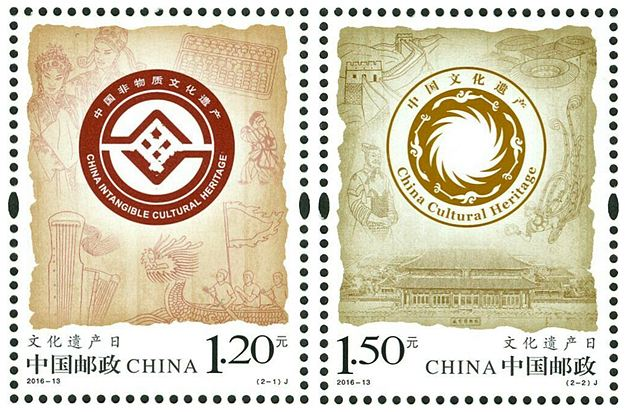 中国非物质文化遗产
CHINA INTANGIBLE CULTURAL HERITAGE
文化遗产日
中国邮政 CHINA 1.20元
2016-13 (2-1)J
中国文化遗产
China Cultural Heritage
文化遗产日
1.50元 CHINA 中国邮政
2016-13 (2-2)J